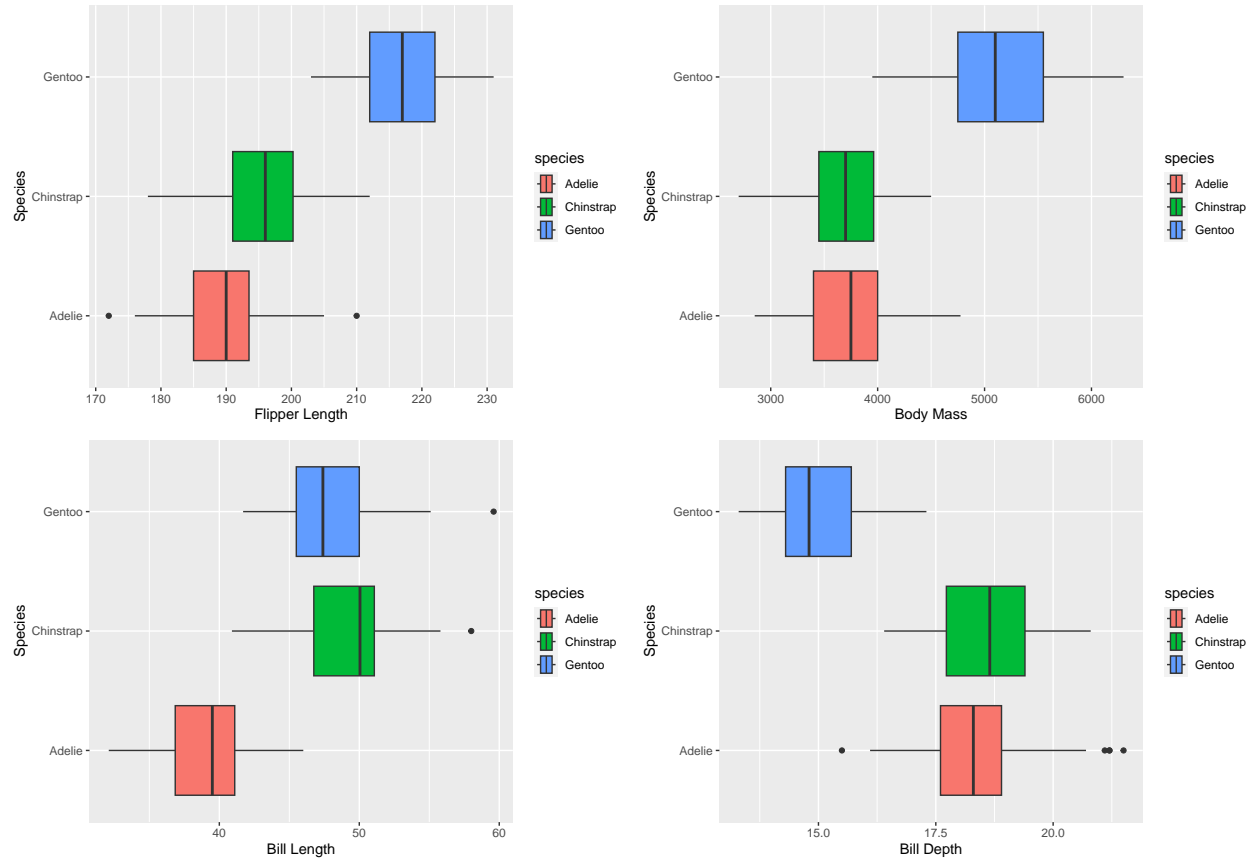 Species
Gentoo
Chinstrap
Adelie
170 180 190 200 210 220 230
Flipper Length
species
Adelie
Chinstrap
Gentoo
Species
Gentoo
Chinstrap
Adelie
3000 4000 5000 6000
Body Mass
species
Adelie
Chinstrap
Gentoo
Species
Gentoo
Chinstrap
Adelie
40 50 60
Bill Length
species
Adelie
Chinstrap
Gentoo
Species
Gentoo
Chinstrap
Adelie
15.0 17.5 20.0
Bill Depth
species
Adelie
Chinstrap
Gentoo